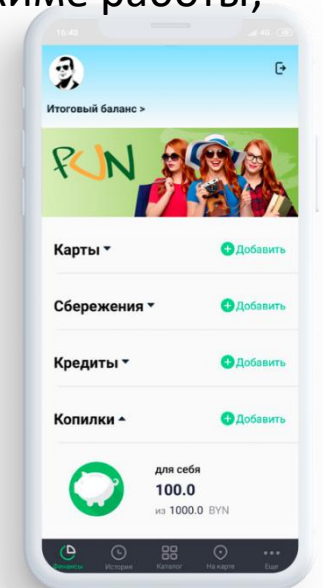 жиме работы,
16:40
Итоговый баланс >
FUN
Карты
Добавить
Сбережения
Добавить
Кредиты
Добавить
Копилки
Добавить
для себя
100.0
из 1000.0 BYN
Финансы История Каталог На карте Еще